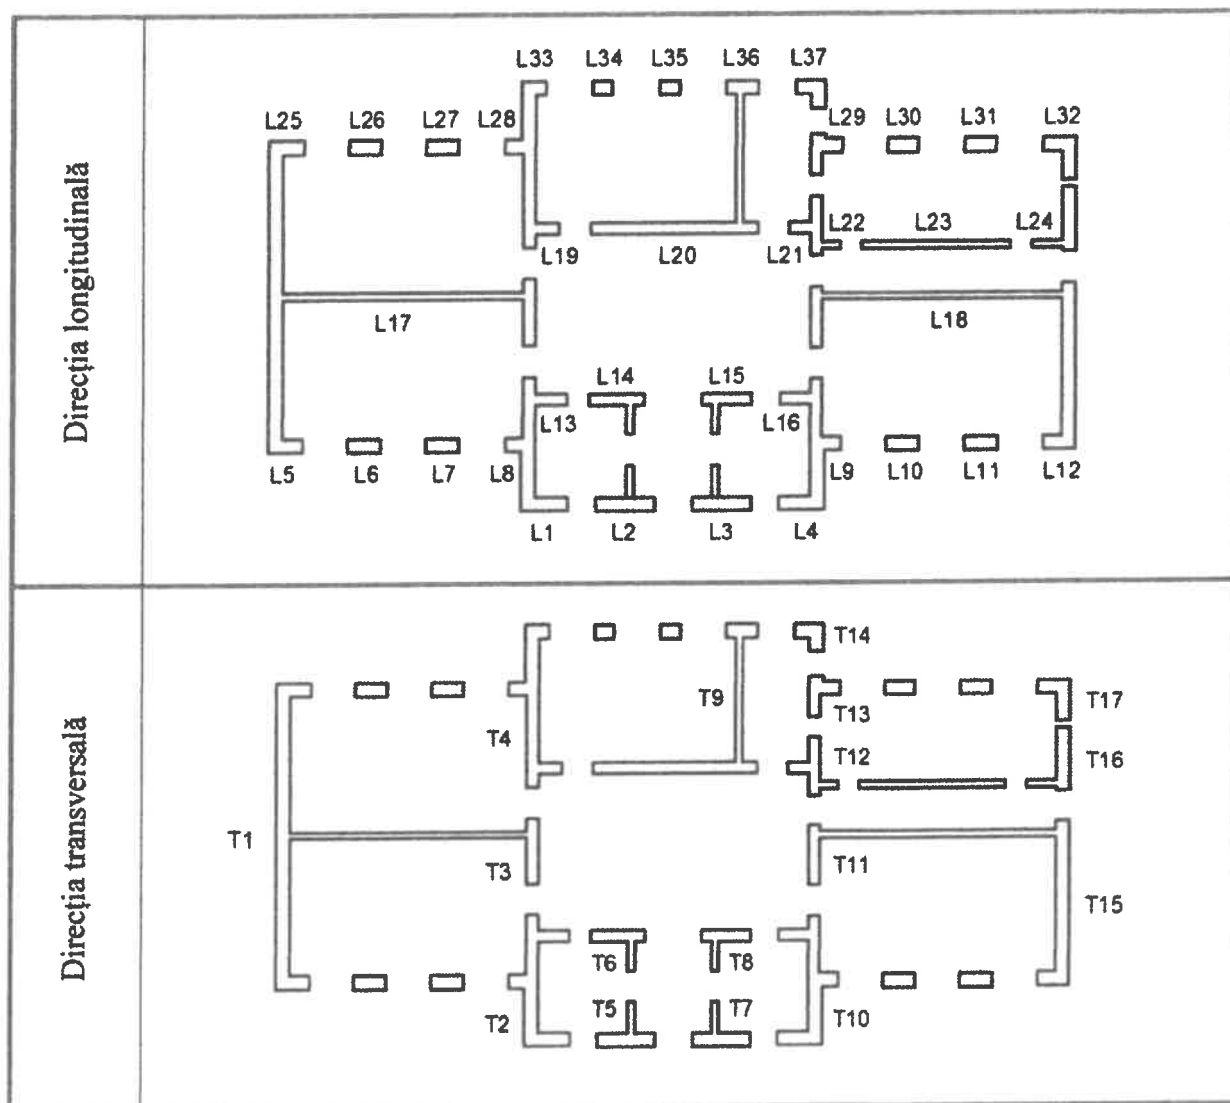 Direcția longitudinală
L33 L34 L35 L36 L37
L25 L26 L27 L28 L29 L30 L31 L32
L19 L20 L21 L22 L23 L24
L17 L18
L14 L15
L13 L16
L5 L6 L7 L8 L9 L10 L11 L12
L1 L2 L3 L4
Direcția transversală
T14
T4 T9 T13 T17
T12 T16
T1 T3 T11 T15
T6 T8
T2 T5 T7 T10